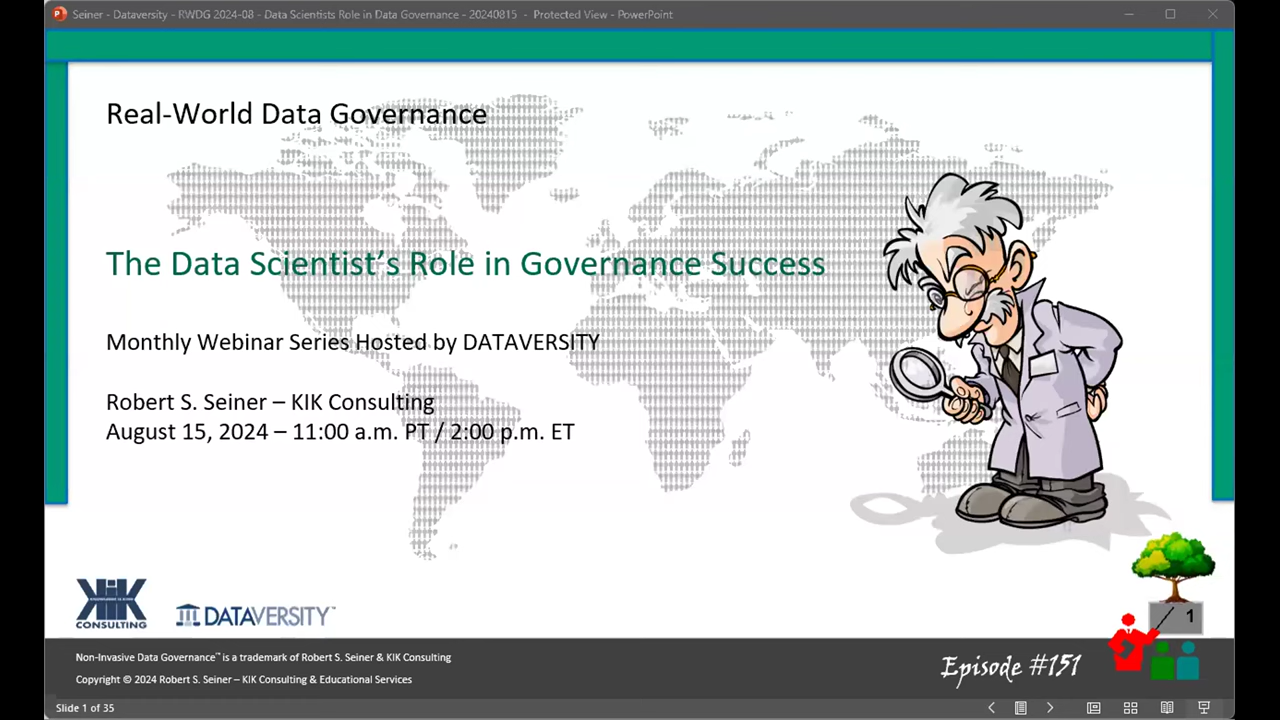 Seiner - Dataversity - RWDG 2024-08 - Data Scientists Role in Data Governance - 20240815 - Protected View - PowerPoint
Real-World Data Governance
The Data Scientist's Role in Governance Success
Monthly Webinar Series Hosted by DATAVERSITY
Robert S. Seiner – KIK Consulting
August 15, 2024 – 11:00 a.m. PT / 2:00 p.m. ET
KIK
CONSULTING
DATAVERSITY™
1
Non-Invasive Data Governance™ is a trademark of Robert S. Seiner & KIK Consulting
Copyright © 2024 Robert S. Seiner – KIK Consulting & Educational Services
Episode #151
Slide 1 of 35